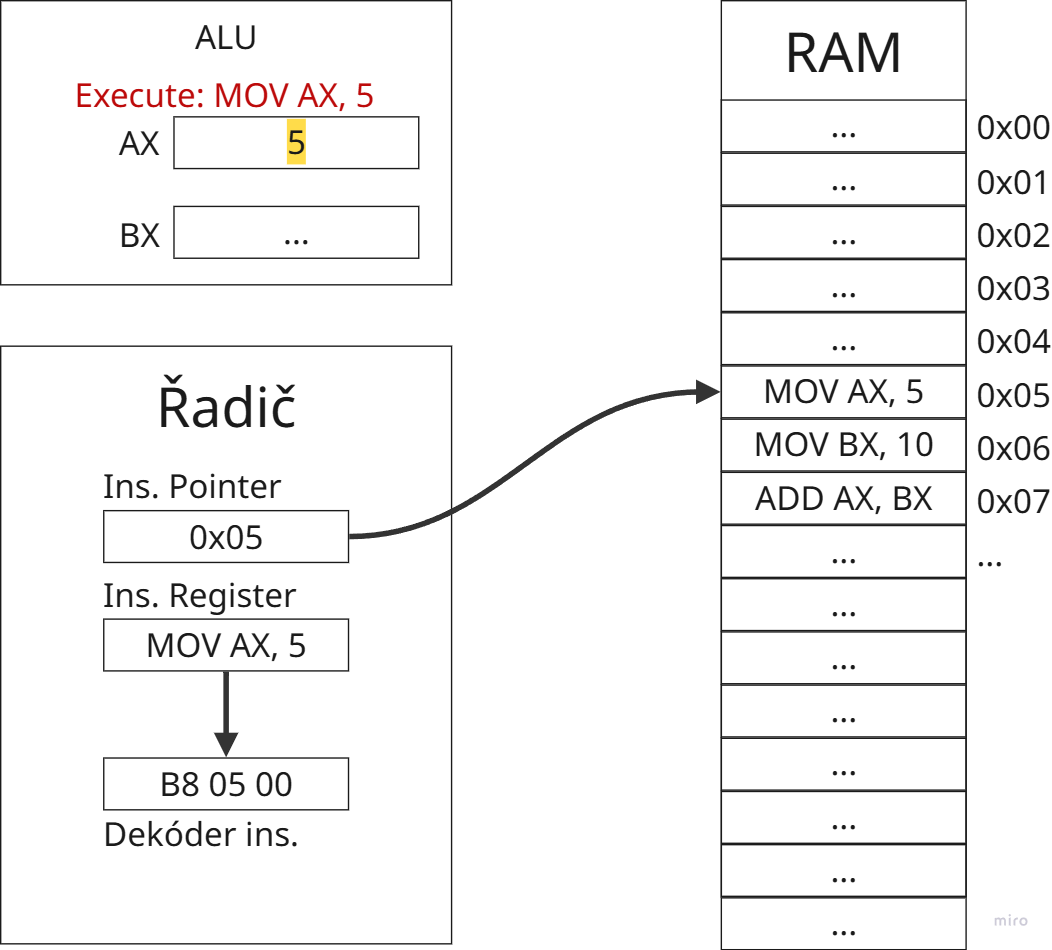 ALU
Execute: MOV AX, 5
AX 5
BX ...
Řadič
Ins. Pointer
0x05
Ins. Register
MOV AX, 5
B8 05 00
Dekóder ins.
RAM
... 0x00
... 0x01
... 0x02
... 0x03
... 0x04
MOV AX, 5 0x05
MOV BX, 10 0x06
ADD AX, BX 0x07
... ...
...
...
...
...
...
...
...
miro